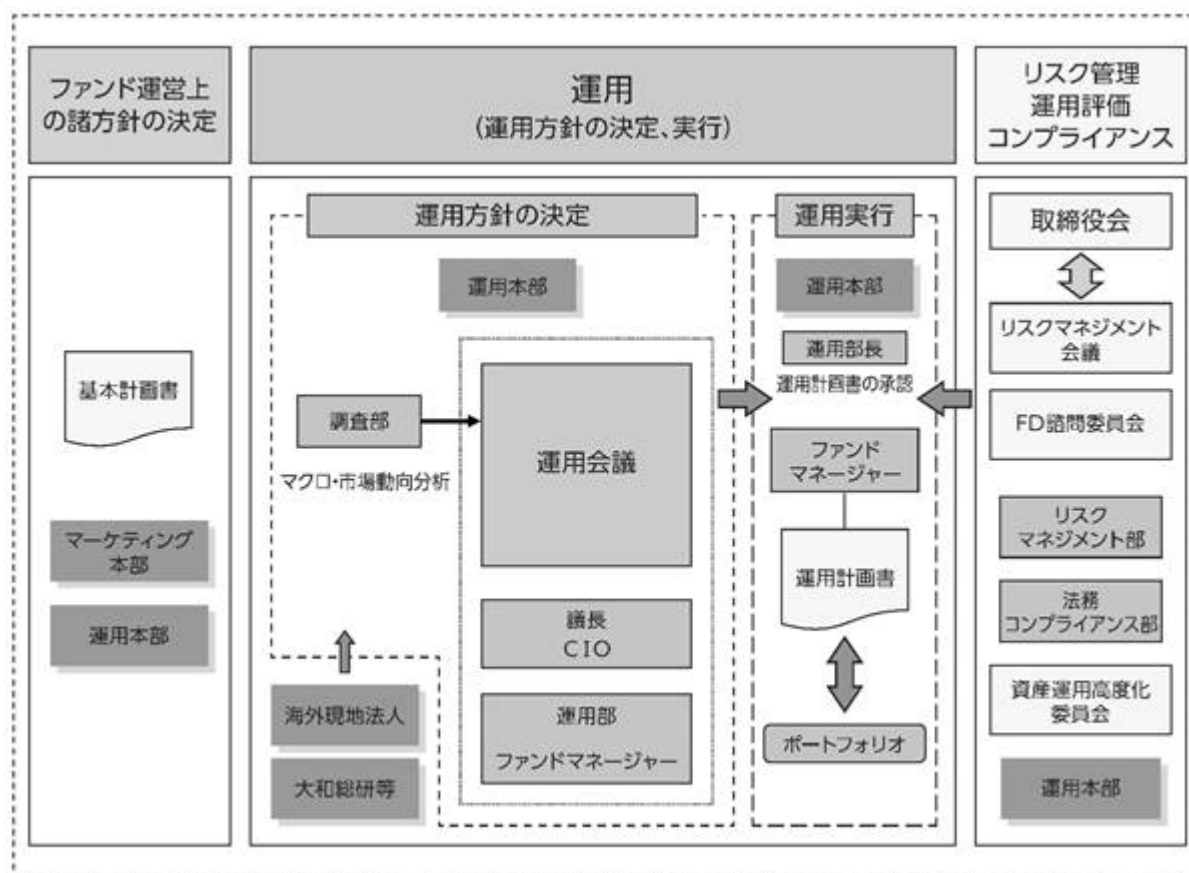 ファンド運営上
の諸方針の決定
基本計画書
マーケティング
本部
運用本部
運用
(運用方針の決定、実行)
運用方針の決定
運用本部
調査部
マクロ・市場動向分析
運用会議
議長
CIO
運用部
ファンドマネージャー
海外現地法人
大和総研等
運用実行
運用本部
運用部長
運用計画書の承認
ファンド
マネージャー
運用計画書
ポートフォリオ
リスク管理
運用評価
コンプライアンス
取締役会
リスクマネジメント
会議
FD諮問委員会
リスク
マネジメント部
法務
コンプライアンス部
資産運用高度化
委員会
運用本部